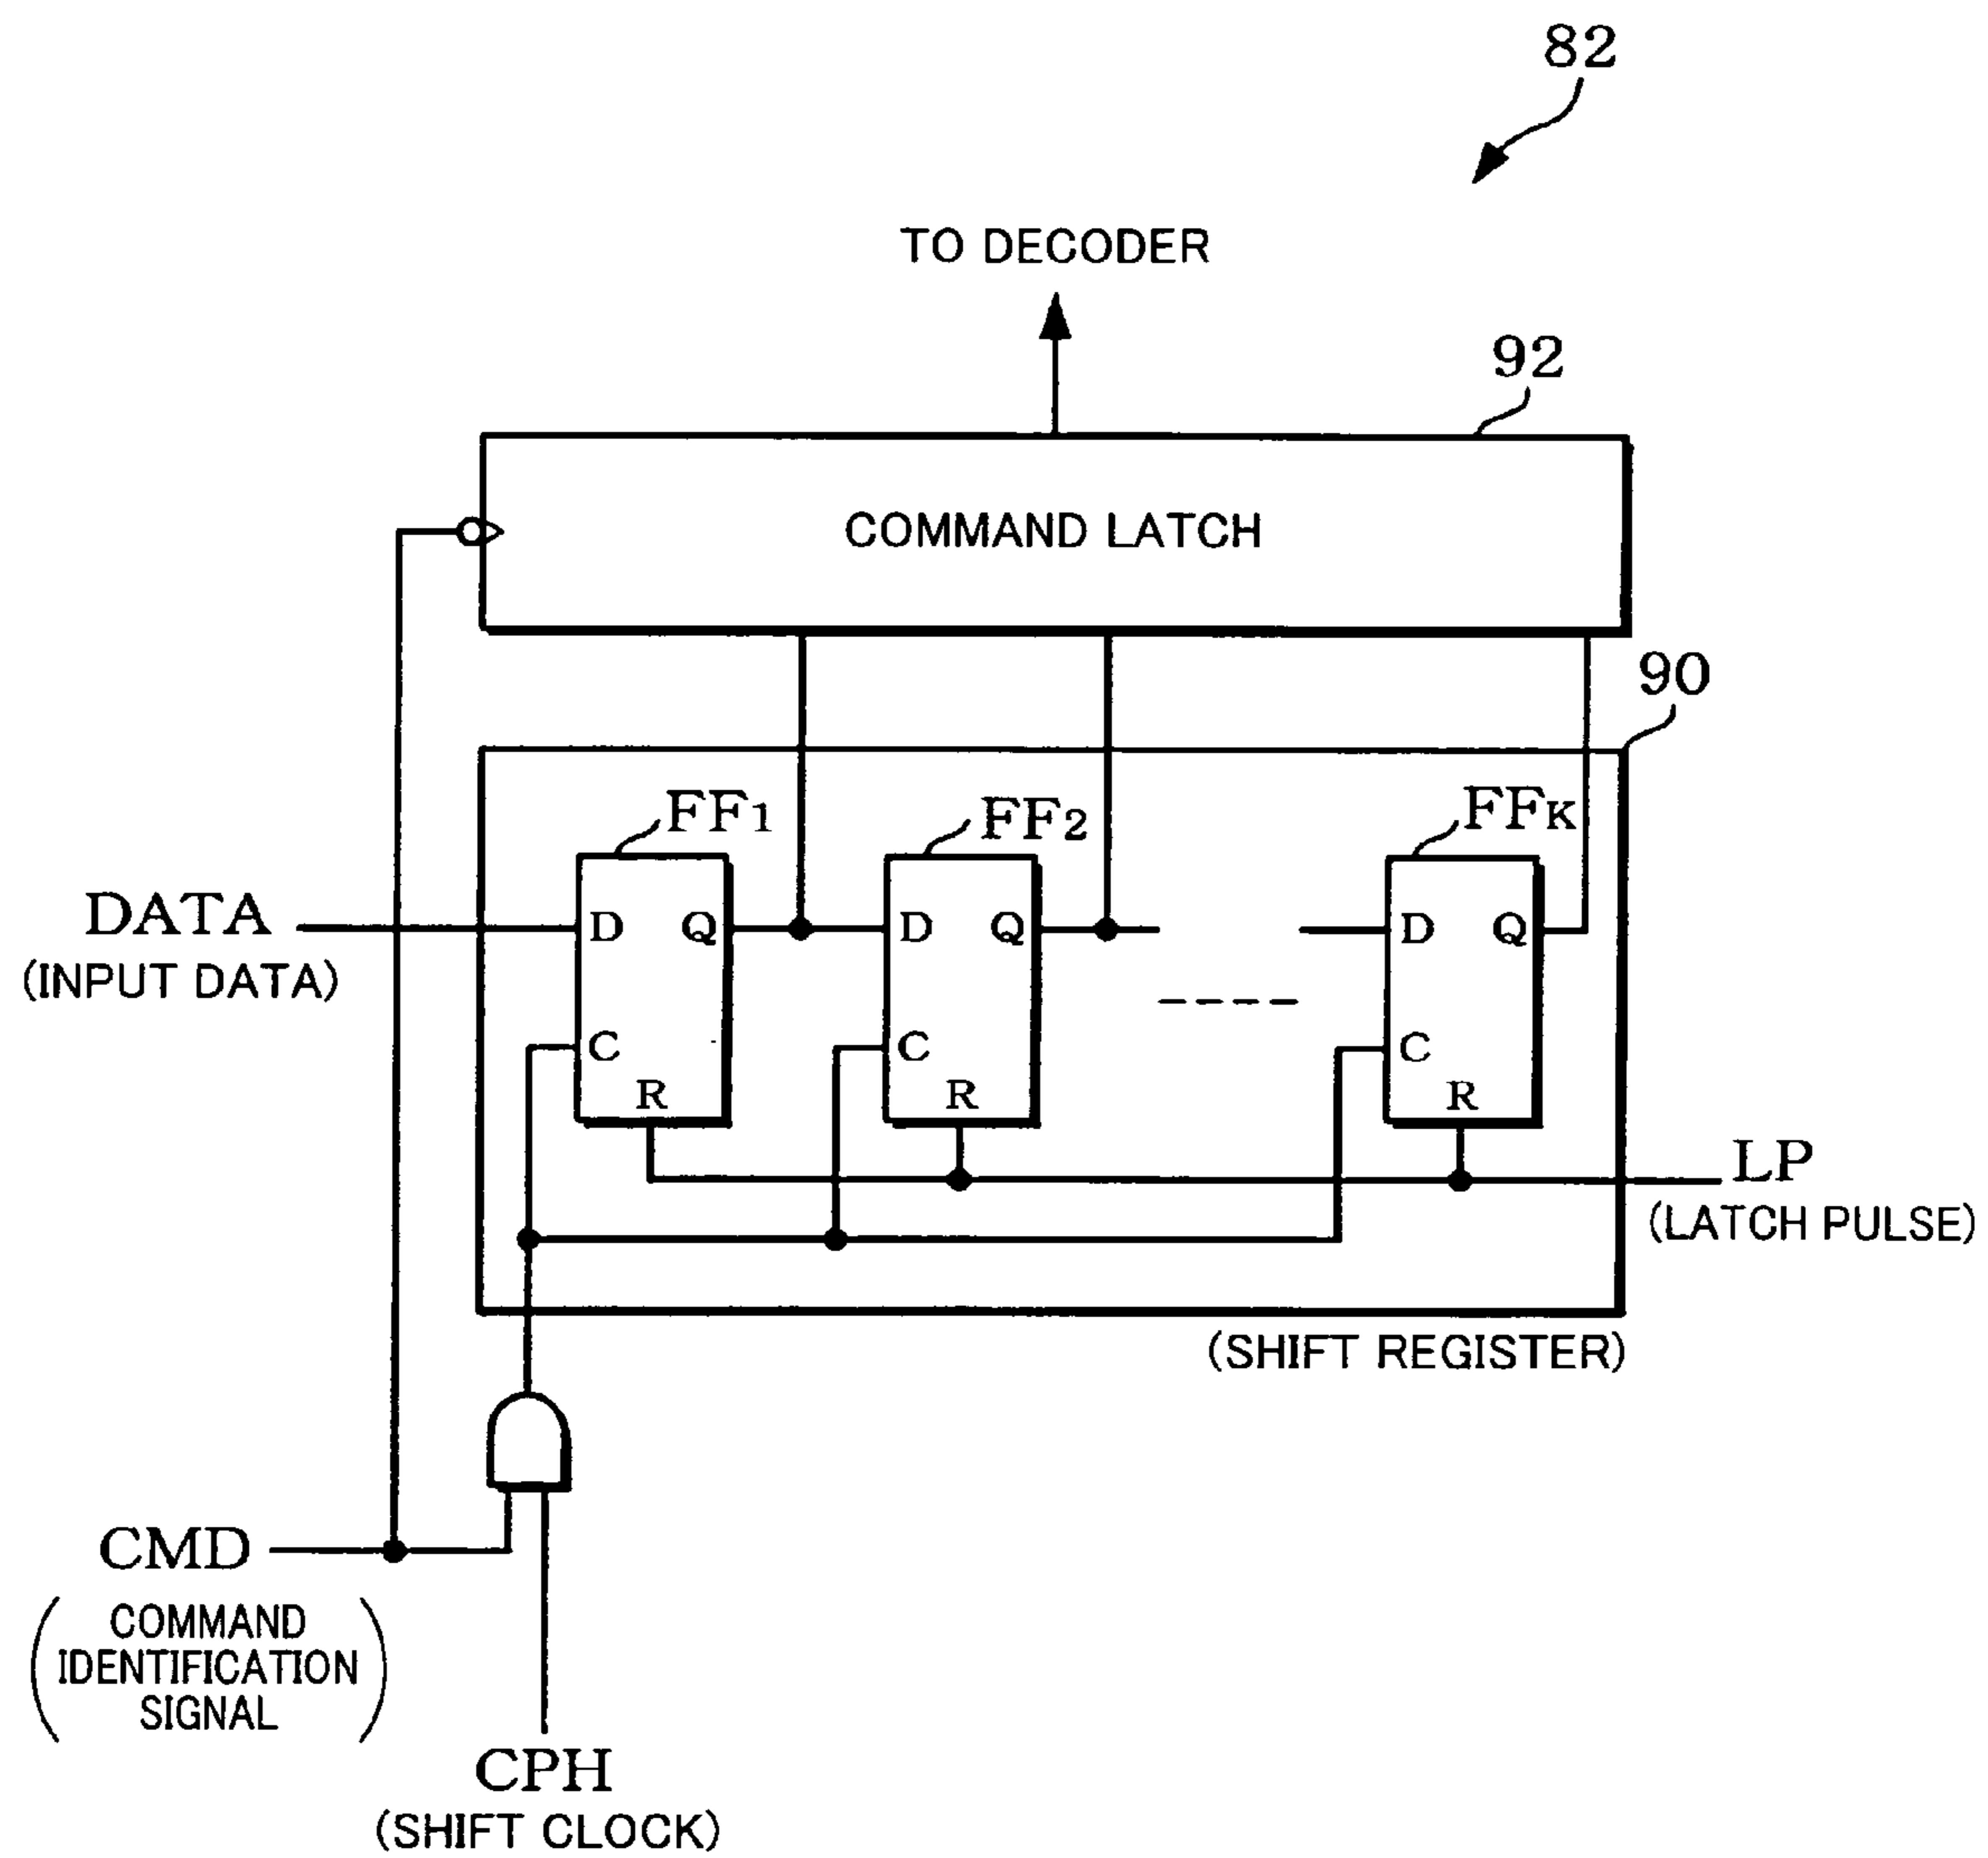 82
TO DECODER
92
COMMAND LATCH
90
FF1
FF2
FFK
DATA
(INPUT DATA)
D
Q
D
Q
D
Q
C
C
C
R
R
R
LP
(LATCH PULSE)
(SHIFT REGISTER)
CMD
(COMMAND
IDENTIFICATION
SIGNAL)
CPH
(SHIFT CLOCK)